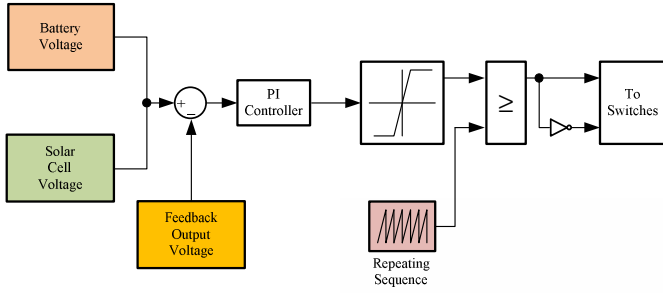 Battery
Voltage
Solar
Cell
Voltage
+
−
Feedback
Output
Voltage
PI
Controller
≥
Repeating
Sequence
To
Switches